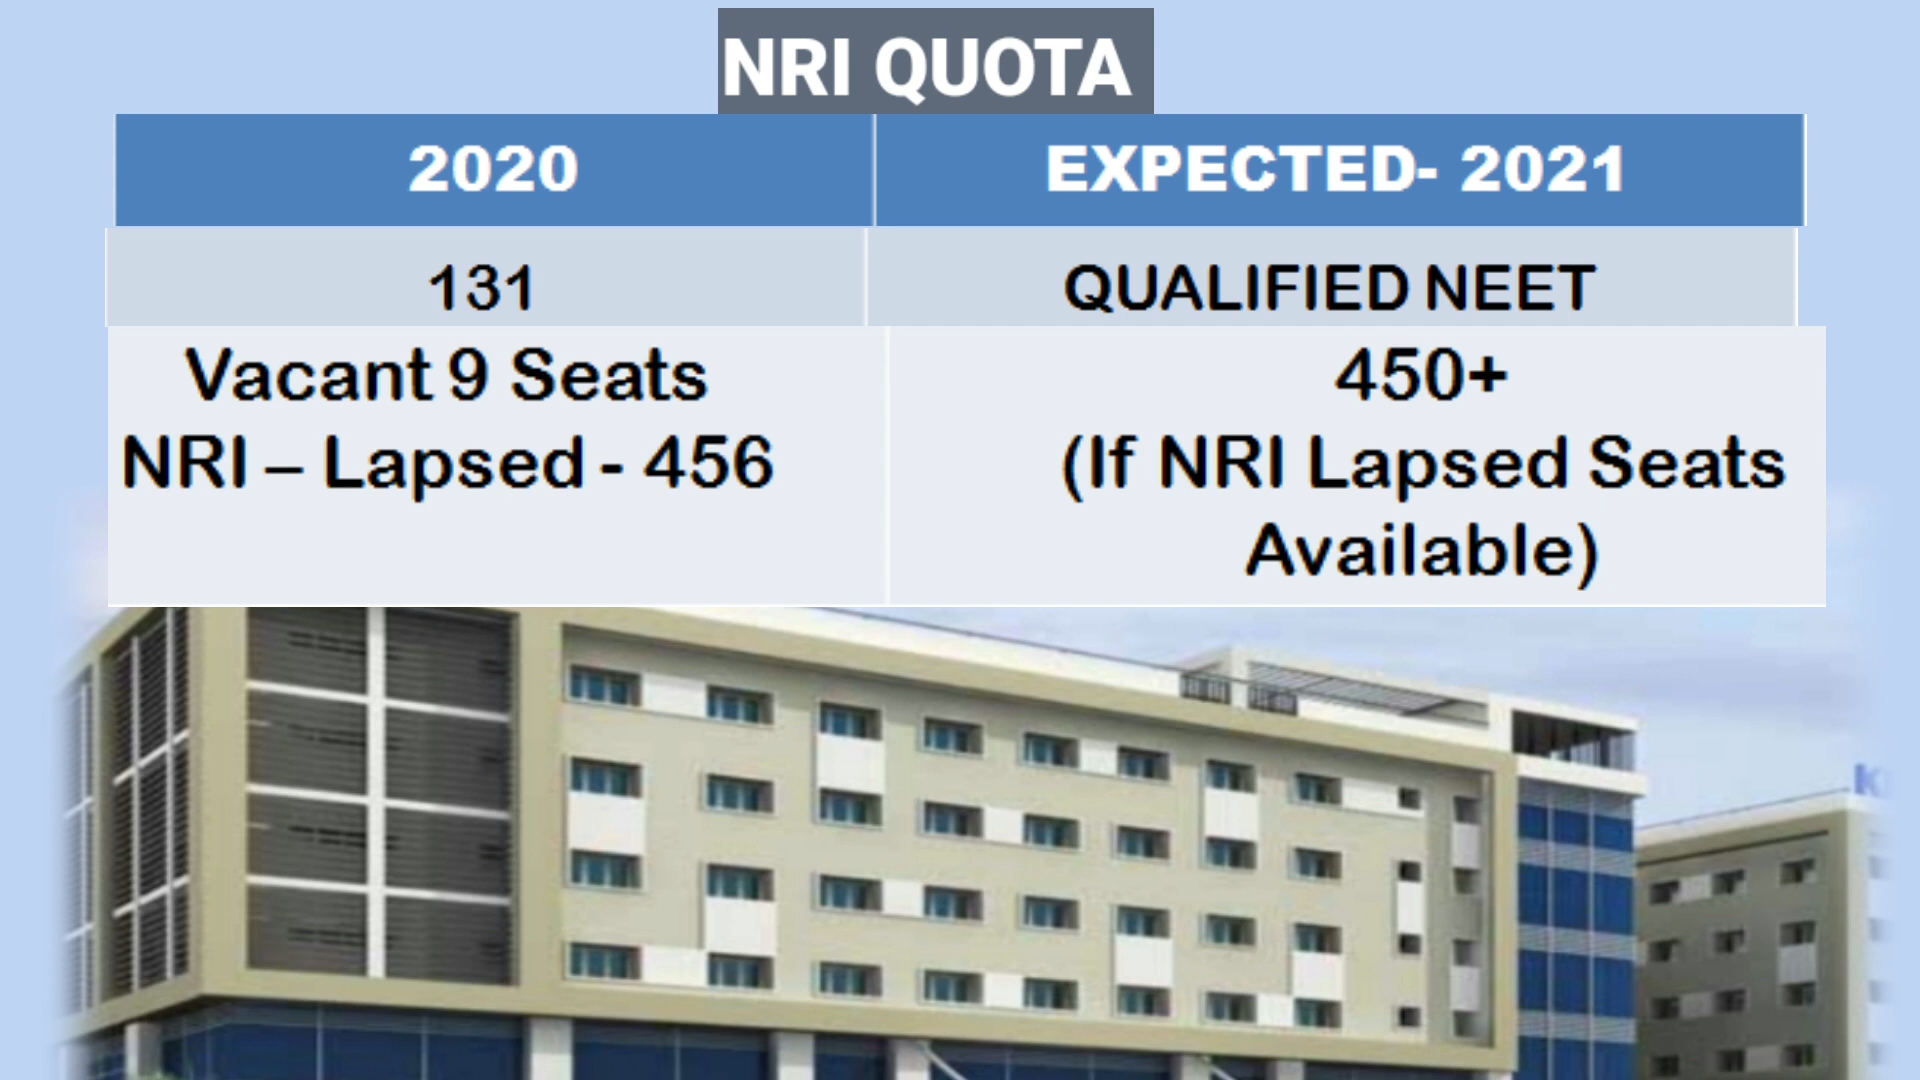 NRI QUOTA
2020
EXPECTED- 2021
131
QUALIFIED NEET
Vacant 9 Seats
NRI – Lapsed - 456
450+
(If NRI Lapsed Seats
Available)